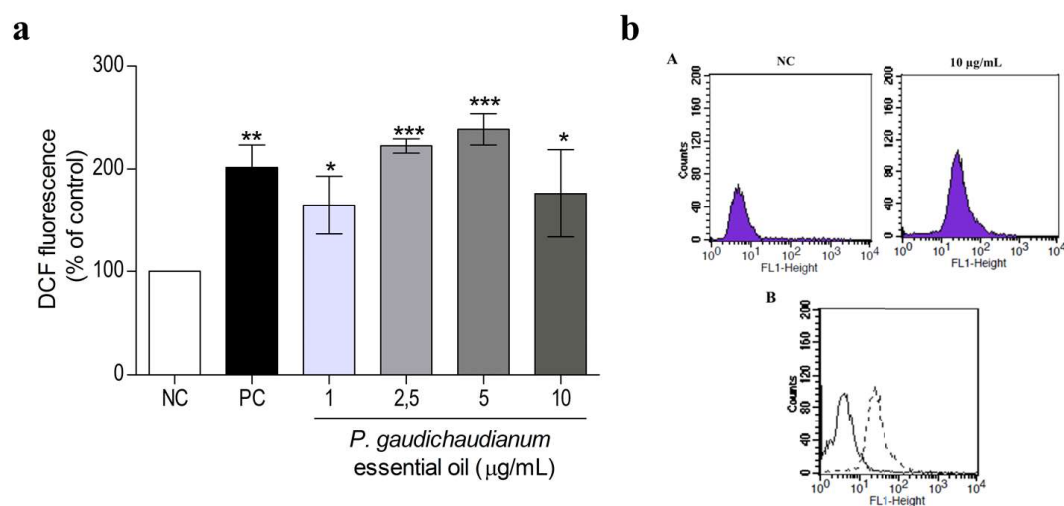 a
DCF fluorescence
(% of control)
300
200
100
0
**
*
***
***
*
NC PC 1 2,5 5 10
P. gaudichaudianum
essential oil (μg/mL)
b
A
NC
Counts
200
160
120
80
40
0
10⁰ 10¹ 10² 10³ 10⁴
FL1-Height
10 μg/mL
Counts
200
160
120
80
40
0
10⁰ 10¹ 10² 10³ 10⁴
FL1-Height
B
Counts
200
160
120
80
40
0
10⁰ 10¹ 10² 10³ 10⁴
FL1-Height